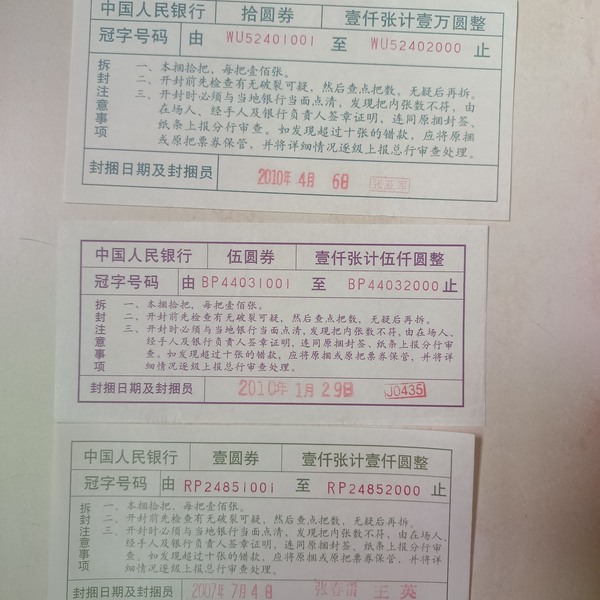 中国人民银行 拾圆券 壹仟张计壹万圆整
冠字号码 由 WU52401001 至 WU52402000 止
拆封注意事项
一、本捆拾把，每把壹佰张。
二、开封前先检查有无破裂可疑，然后查点把数，无疑后再拆。
三、开封时必须与当地银行当面点清，发现把内张数不符，由
在场人、经手人及银行负责人签章证明，连同原捆封签、
纸条上报分行审查。如发现超过十张的错款，应将原捆
或原把票券保管，并将详细情况逐级上报总行审查处理。
封捆日期及封捆员 2010年 4月 6日
中国人民银行 伍圆券 壹仟张计伍仟圆整
冠字号码 由 BP44031001 至 BP44032000 止
拆封注意事项
一、本捆拾把，每把壹佰张。
二、开封前先检查有无破裂可疑，然后查点把数，无疑后再拆。
三、开封时必须与当地银行当面点清，发现把内张数不符，由在场人、
经手人及银行负责人签章证明，连同原捆封签、纸条上报分行审
查。如发现超过十张的错款，应将原捆或原把票券保管，并将详
细情况逐级上报总行审查处理。
封捆日期及封捆员 2010年 1月 29日 J0435
中国人民银行 壹圆券 壹仟张计壹仟圆整
冠字号码 由 RP24851001 至 RP24852000 止
拆封注意事项
一、本捆拾把，每把壹佰张。
二、开封前先检查有无破裂可疑，然后查点把数，无疑后再拆。
三、开封时必须与当地银行当面点清，发现把内张数不符，由在场人、
经手人及银行负责人签章证明，连同原捆封签、纸条上报分行审
查。如发现超过十张的错款，应将原捆或原把票券保管，并将详
细情况逐级上报总行审查处理。
封捆日期及封捆员 2007年 7月 4日 王英